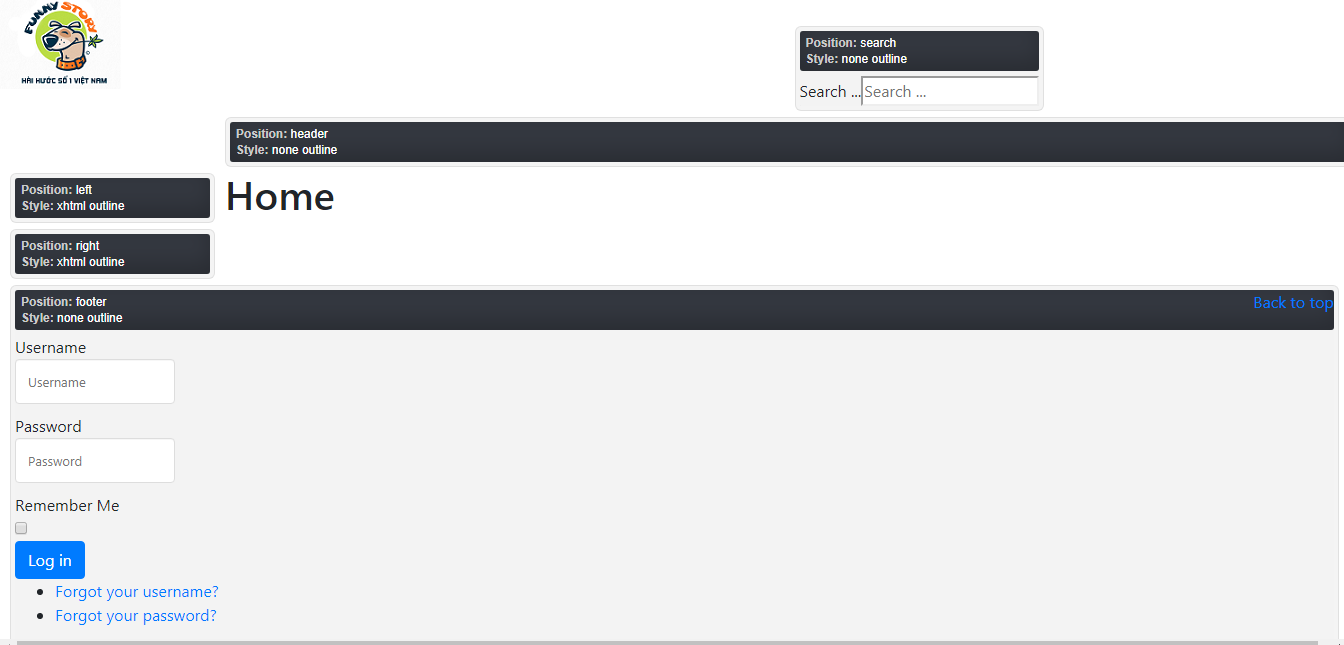 FUNNY STORY
HÀI HƯỚC SỐ 1 VIỆT NAM
Position: search
Style: none outline
Search ... Search ...
Position: header
Style: none outline
Position: left
Style: xhtml outline
Home
Position: right
Style: xhtml outline
Position: footer
Style: none outline
Back to top
Username
Username
Password
Password
Remember Me
Log in
Forgot your username?
Forgot your password?